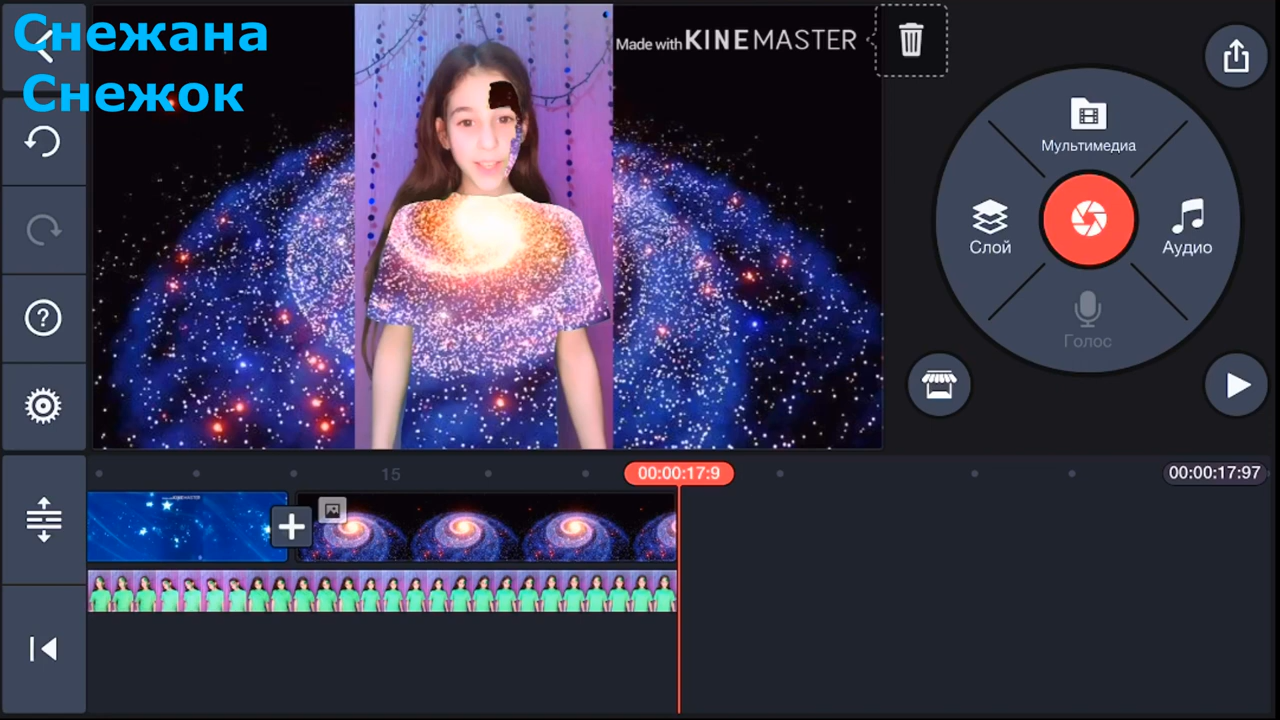 Снежана
Снежок
Made with KINEMASTER
Мультимедиа
Слой
Аудио
Голос
15
00:00:17:9
00:00:17:97